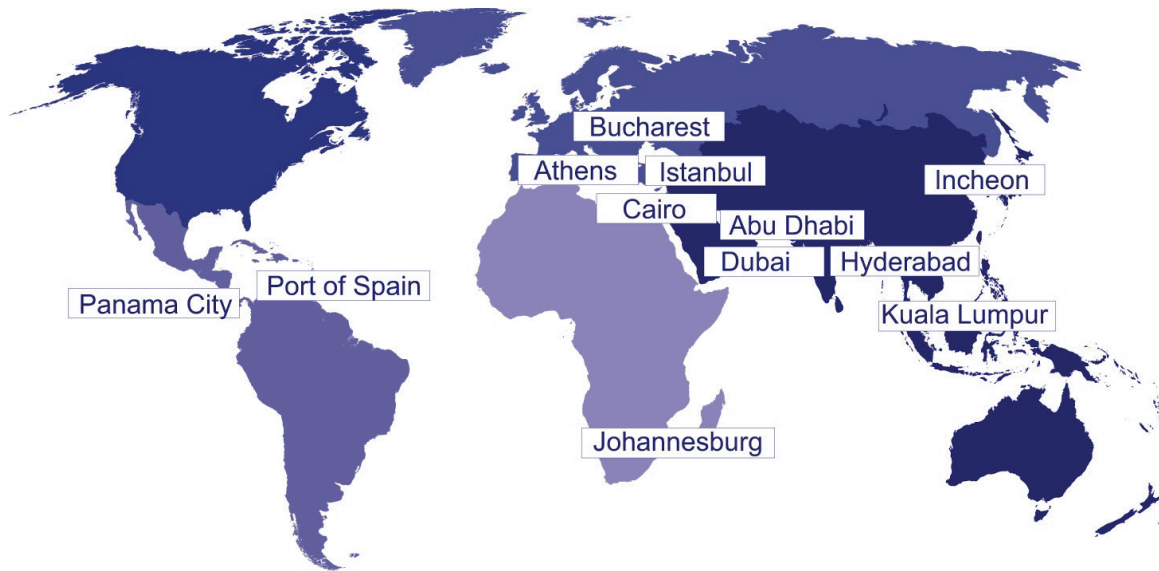 Bucharest
Athens
Istanbul
Incheon
Cairo
Abu Dhabi
Dubai
Hyderabad
Port of Spain
Panama City
Kuala Lumpur
Johannesburg